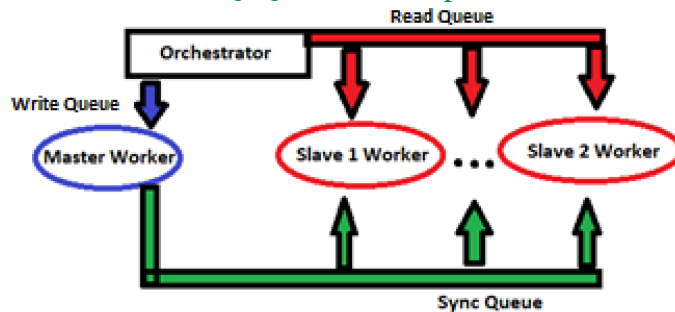 Read Queue
Orchestrator
Write Queue
Master Worker
Slave 1 Worker
...
Slave 2 Worker
Sync Queue